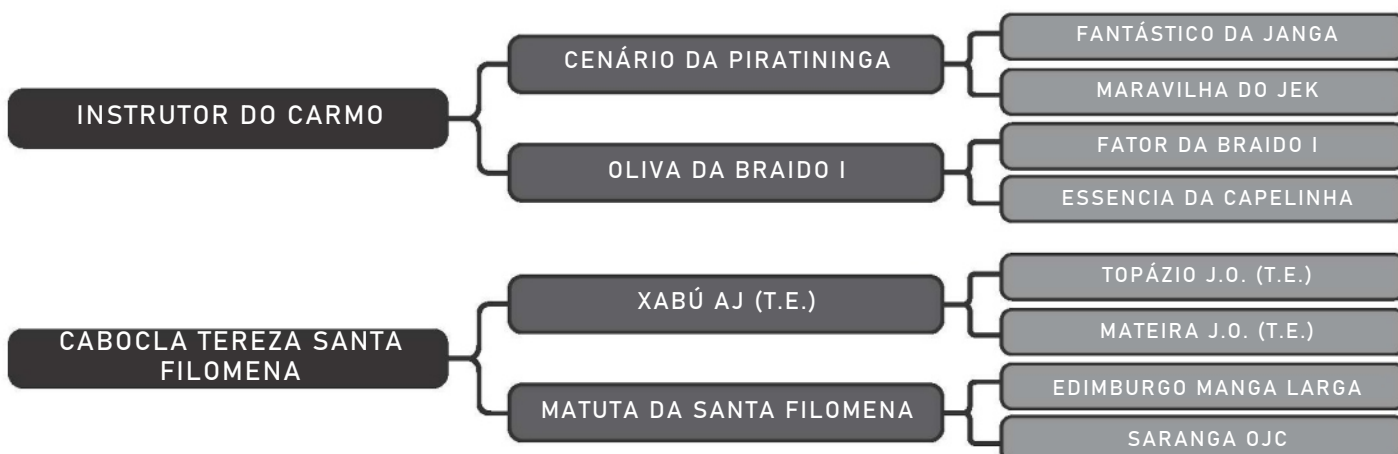 INSTRUTOR DO CARMO
CENÁRIO DA PIRATININGA
FANTÁSTICO DA JANGA
MARAVILHA DO JEK
OLIVA DA BRAIDO I
FATOR DA BRAIDO I
ESSENCIA DA CAPELINHA
CABOCLA TEREZA SANTA
FILOMENA
XABÚ AJ (T.E.)
TOPÁZIO J.O. (T.E.)
MATEIRA J.O. (T.E.)
MATUTA DA SANTA FILOMENA
EDIMBURGO MANGA LARGA
SARANGA OJC